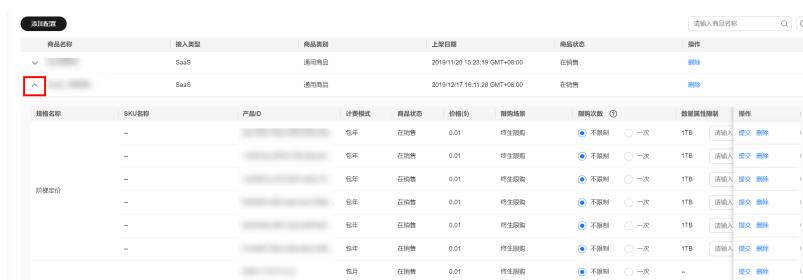 添加配置 请输入商品名称
商品名称 接入类型 商品类别 上架日期 商品状态 操作
SaaS 通用商品 2019/11/20 15:23:19 GMT+08:00 在销售 删除
SaaS 通用商品 2019/12/17 16:11:28 GMT+08:00 在销售 删除
规格名称 SKU名称 产品ID 计费模式 商品状态 价格($) 限购场景 限购次数 数量属性限制 操作
-- 包年 在销售 0.01 终生限购 不限制 一次 1TB 请输入 提交 删除
-- 包年 在销售 0.01 终生限购 不限制 一次 1TB 请输入 提交 删除
-- 包年 在销售 0.01 终生限购 不限制 一次 1TB 请输入 提交 删除
阶梯定价
-- 包年 在销售 0.01 终生限购 不限制 一次 1TB 请输入 提交 删除
-- 包年 在销售 0.01 终生限购 不限制 一次 1TB 请输入 提交 删除
-- 包年 在销售 0.01 终生限购 不限制 一次 1TB 请输入 提交 删除
包月 在销售 0.01 终生限购 不限制 一次 -- 提交 删除